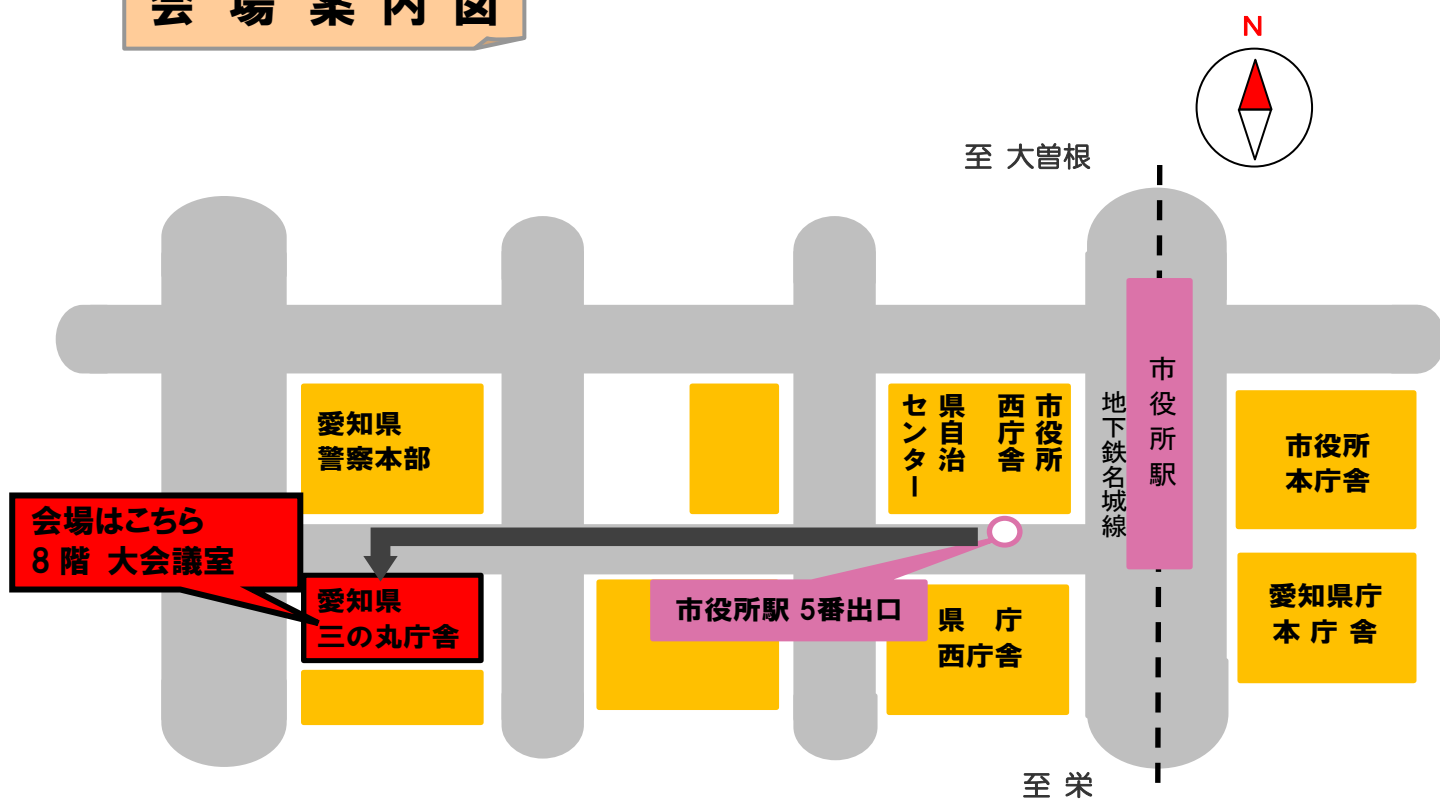 会場案内図
N
至 大曽根
愛知県
警察本部
市役所
西庁舎
県自治
センター
地下鉄名城線
市役所駅
市役所
本庁舎
会場はこちら
8階 大会議室
愛知県
三の丸庁舎
市役所駅 5番出口
県 庁
西庁舎
愛知県庁
本庁舎
至 栄